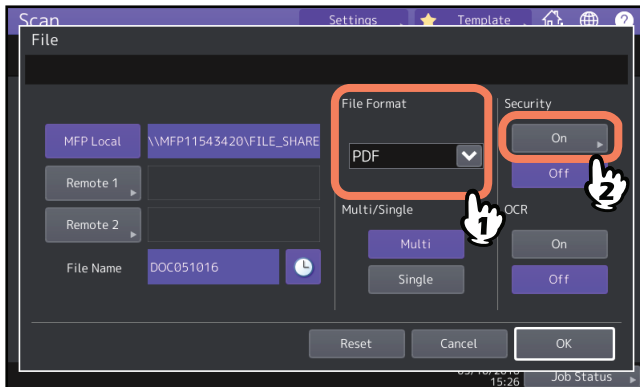 Scan
Settings
Template
?
File
File Format
Security
MFP Local
\\MFP11543420\FILE_SHARE
PDF
On
Remote 1
Off
2
Multi/Single
1
OCR
Remote 2
Multi
On
File Name
DOC051016
Single
Off
Reset
Cancel
OK
15:26
Job Status